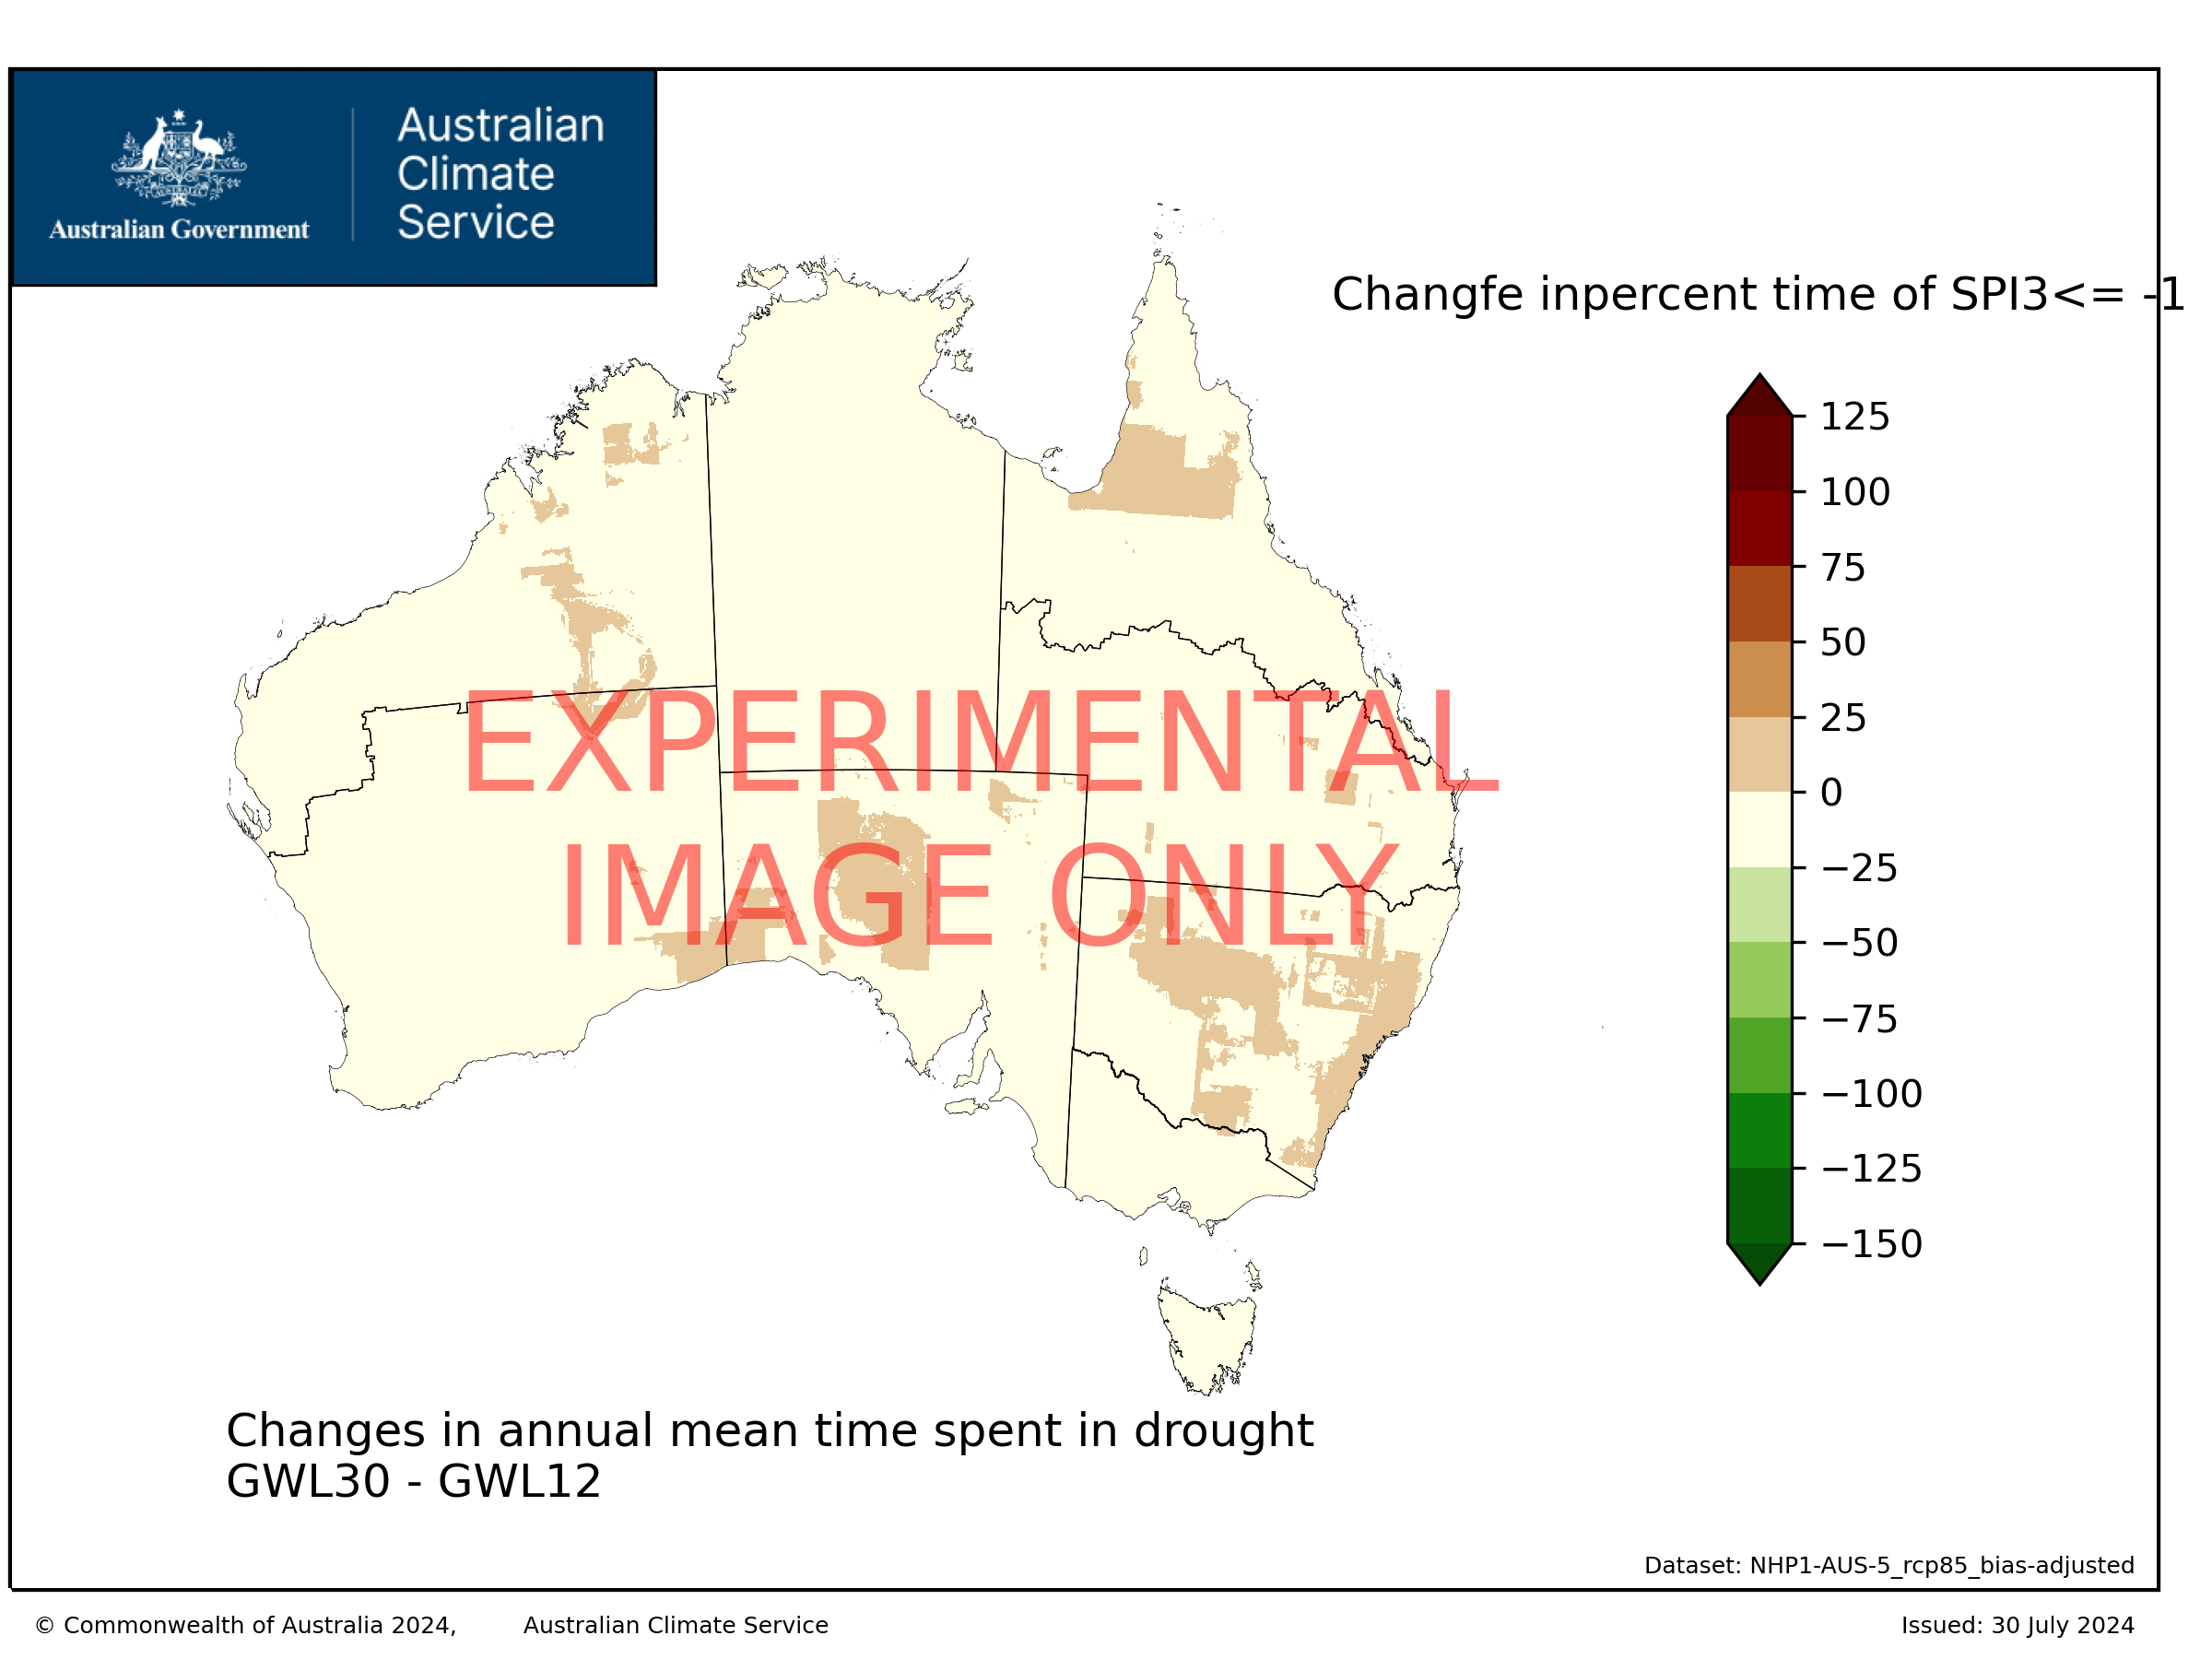 Australian
Climate
Service
Australian Government
Changfe inpercent time of SPI3<= -1
125
100
75
50
25
0
−25
−50
−75
−100
−125
−150
EXPERIMENTAL
IMAGE ONLY
Changes in annual mean time spent in drought
GWL30 - GWL12
Dataset: NHP1-AUS-5_rcp85_bias-adjusted
© Commonwealth of Australia 2024, Australian Climate Service
Issued: 30 July 2024